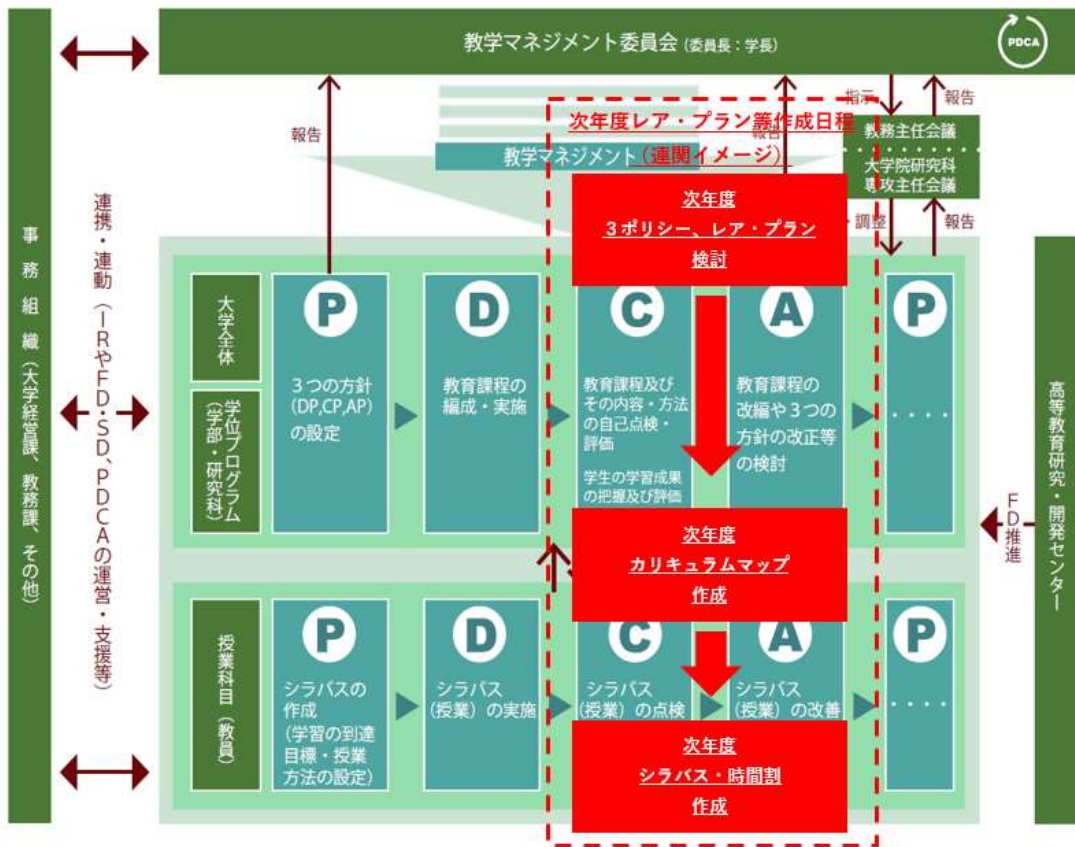 教学マネジメント委員会（委員長：学長）
PDCA
報告
報告
指示
報告
教務主任会議
大学院研究科
専攻主任会議
・調整
報告
次年度レア・プラン等作成日程
（連関イメージ）
教学マネジメント
次年度
３ポリシー、レア・プラン
検討
事務組織（大学経営課、教務課、その他）
連携・連動（IRやFD・SD、PDCAの運営・支援等）
大学全体
学位プログラム
（学部・研究科）
P
３つの方針
（DP,CP,AP）
の設定
D
教育課程の
編成・実施
C
教育課程及び
その内容・方法
の自己点検・
評価
学生の学習成果
の把握及び評価
A
教育課程の
改編や３つの
方針の改正等
の検討
P
・・・・
次年度
カリキュラムマップ
作成
授業科目（教員）
P
シラバスの
作成
（学習の到達
目標・授業
方法の設定）
D
シラバス
（授業）の実施
C
シラバス
（授業）の点検
A
シラバス
（授業）の改善
P
・・・・
次年度
シラバス・時間割
作成
FD推進
高等教育研究・開発センター